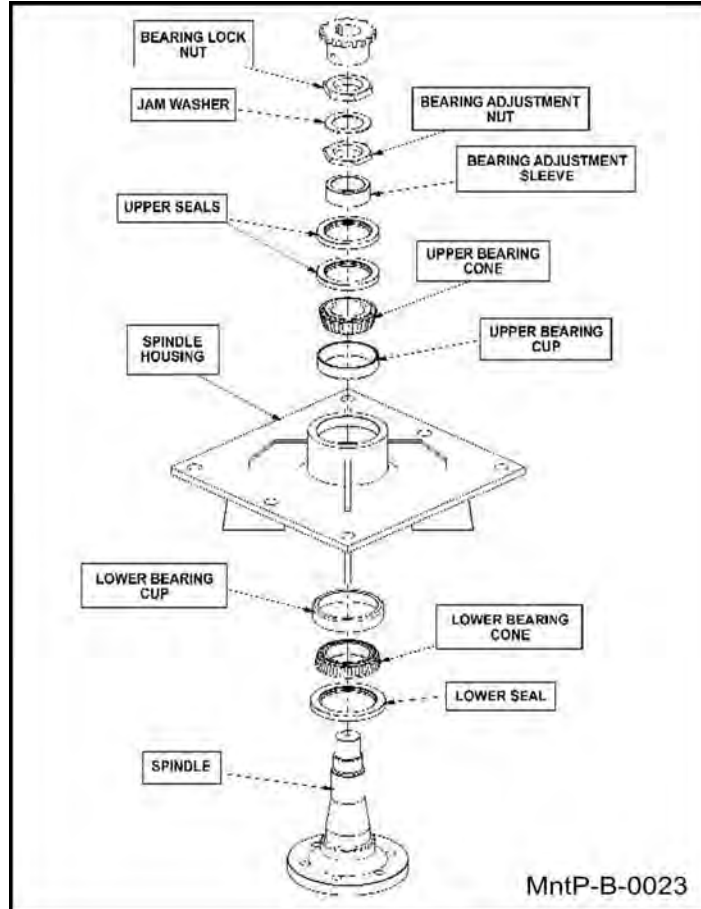 BEARING LOCK
NUT
JAM WASHER
BEARING ADJUSTMENT
NUT
BEARING ADJUSTMENT
SLEEVE
UPPER SEALS
UPPER BEARING
CONE
SPINDLE
HOUSING
UPPER BEARING
CUP
LOWER BEARING
CUP
LOWER BEARING
CONE
LOWER SEAL
SPINDLE
MntP-B-0023